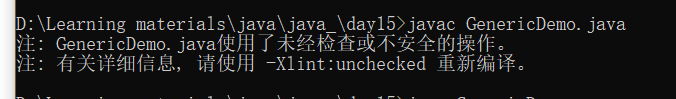 D:\Learning materials\java\java_\day15>javac GenericDemo.java
注: GenericDemo.java使用了未经检查或不安全的操作。
注: 有关详细信息, 请使用 -Xlint:unchecked 重新编译。